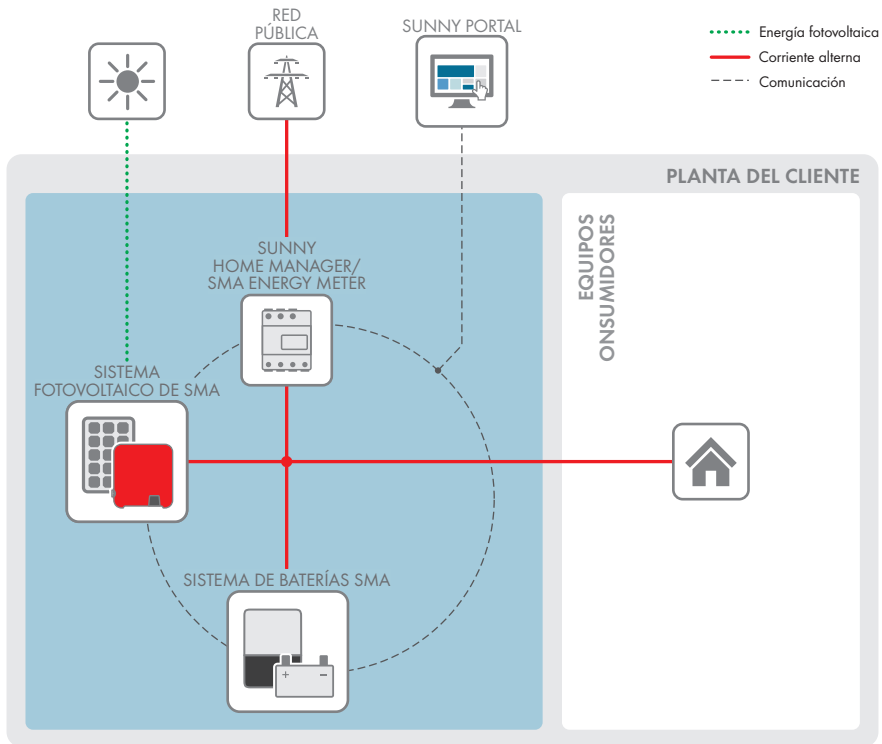 RED
PÚBLICA
SUNNY PORTAL
Energía fotovoltaica
Corriente alterna
Comunicación
PLANTA DEL CLIENTE
EQUIPOS
ONSUMIDORES
SUNNY
HOME MANAGER/
SMA ENERGY METER
SISTEMA
FOTOVOLTAICO DE SMA
SISTEMA DE BATERÍAS SMA
+ −